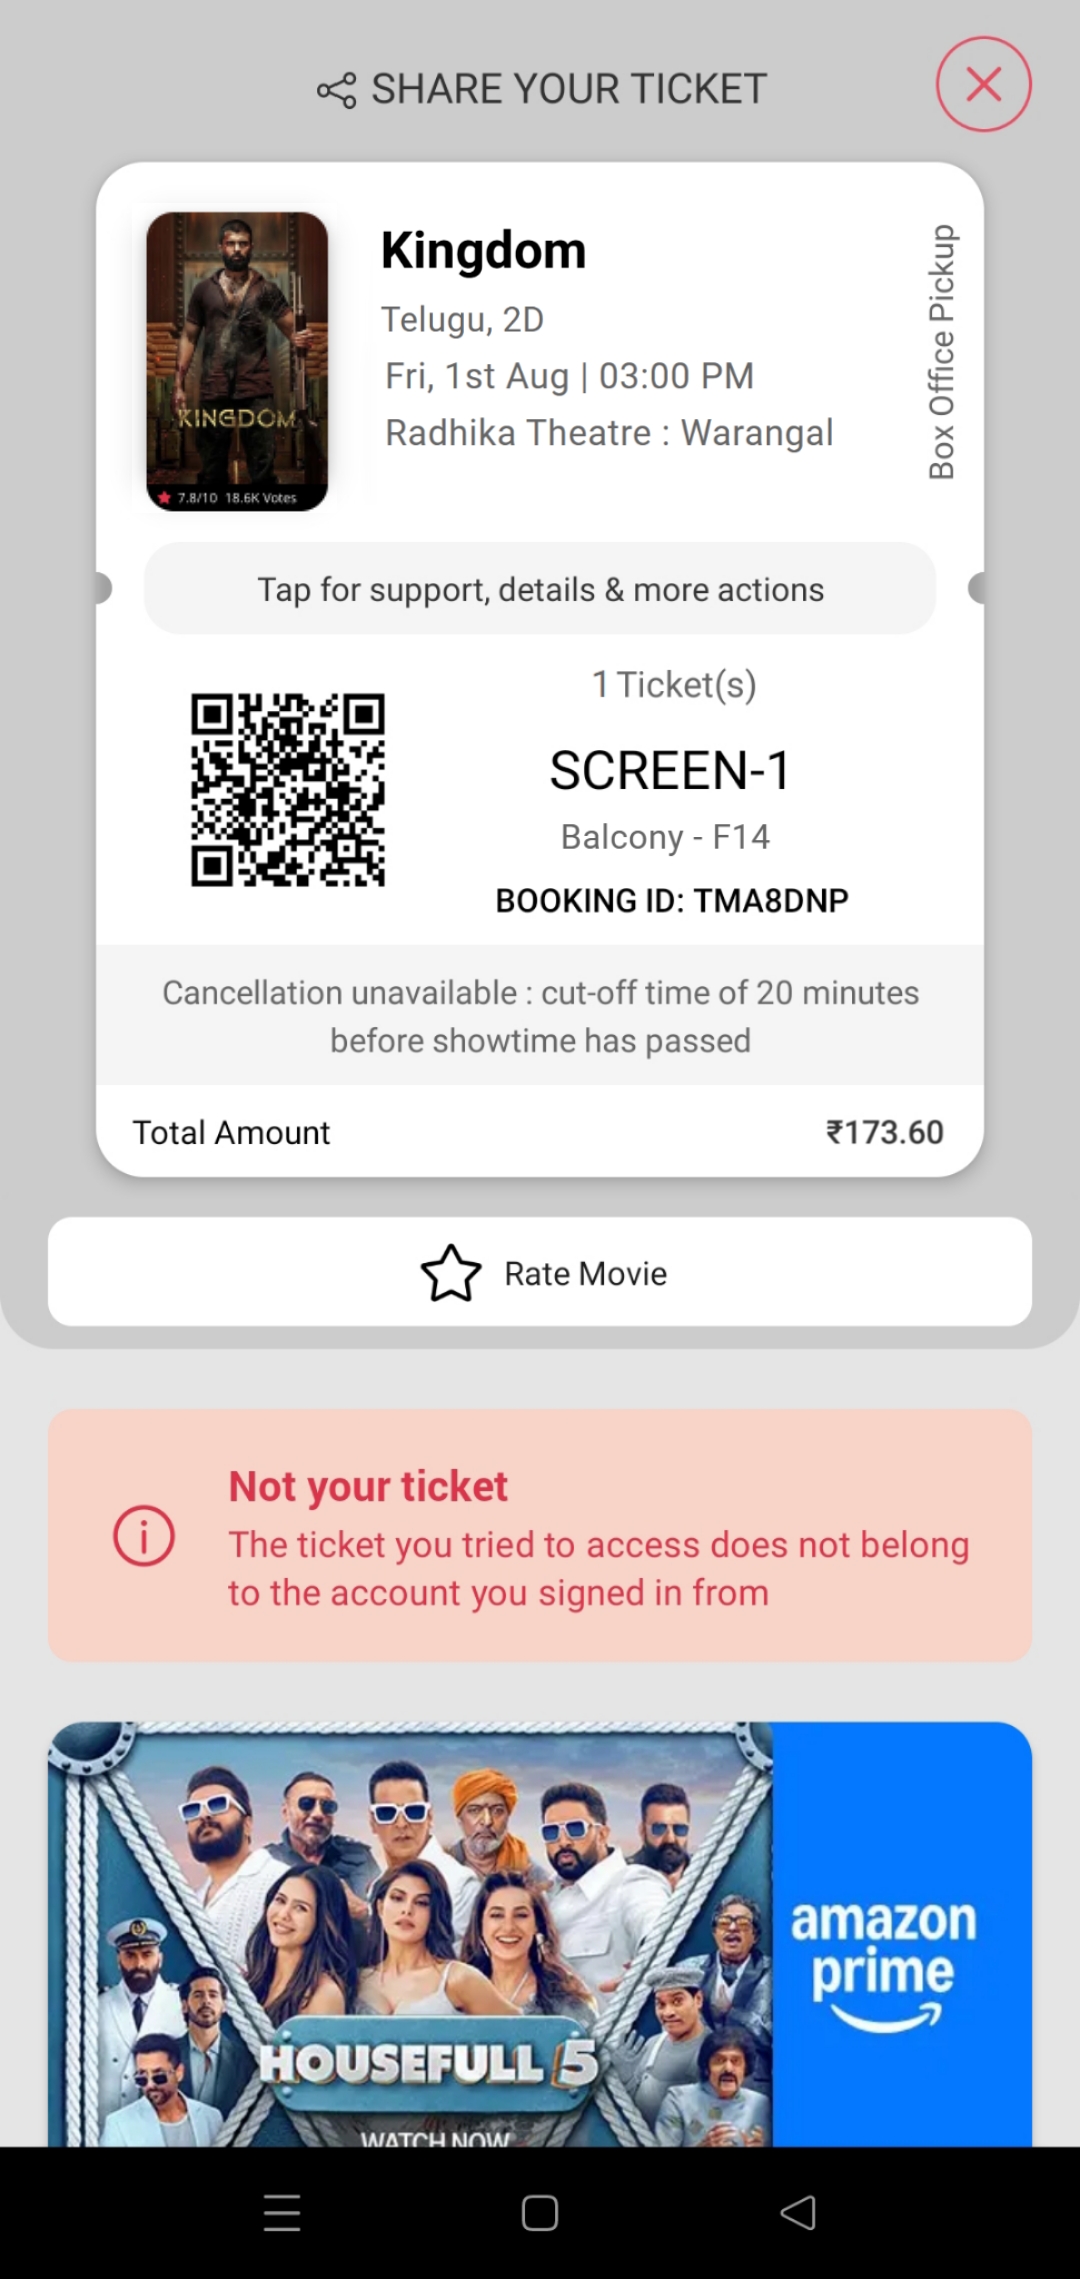 SHARE YOUR TICKET
Kingdom
Telugu, 2D
Fri, 1st Aug | 03:00 PM
Radhika Theatre : Warangal
Box Office Pickup
KINGDOM
7.8/10 18.6K Votes
Tap for support, details & more actions
1 Ticket(s)
SCREEN-1
Balcony - F14
BOOKING ID: TMA8DNP
Cancellation unavailable : cut-off time of 20 minutes
before showtime has passed
Total Amount ₹173.60
Rate Movie
Not your ticket
The ticket you tried to access does not belong
to the account you signed in from
HOUSEFULL 5
WATCH NOW
amazon
prime